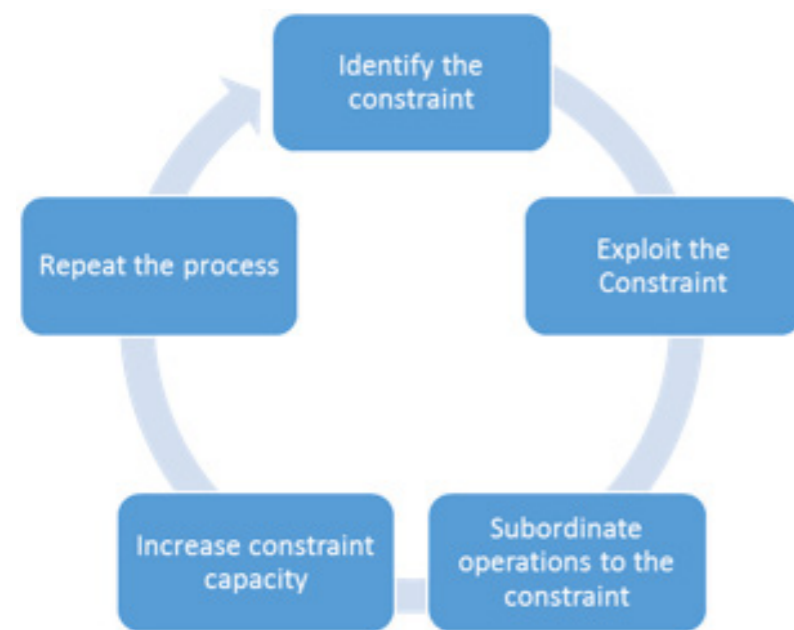 Identify the
constraint
Exploit the
Constraint
Subordinate
operations to the
constraint
Increase constraint
capacity
Repeat the process